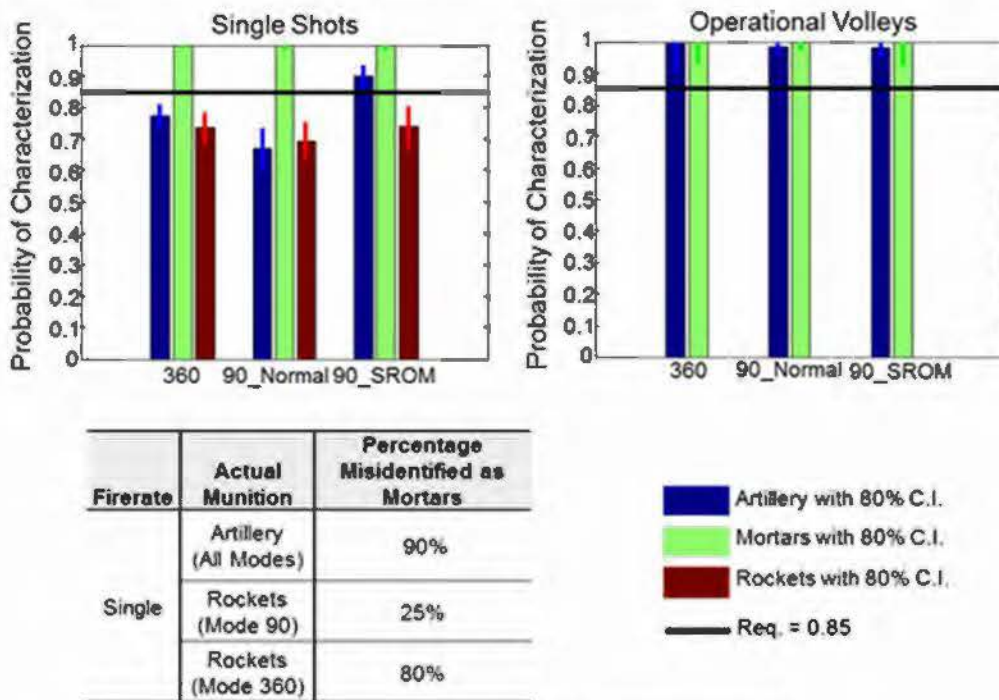 Single Shots
Probability of Characterization
1
0.9
0.8
0.7
0.6
0.5
0.4
0.3
0.2
0.1
0
360 90_Normal 90_SROM
Operational Volleys
Probability of Characterization
1
0.9
0.8
0.7
0.6
0.5
0.4
0.3
0.2
0.1
0
360 90_Normal 90_SROM
Firerate
Actual
Munition
Percentage
Misidentified as
Mortars
Single
Artillery
(All Modes)
90%
Rockets
(Mode 90)
25%
Rockets
(Mode 360)
80%
Artillery with 80% C.I.
Mortars with 80% C.I.
Rockets with 80% C.I.
Req. = 0.85